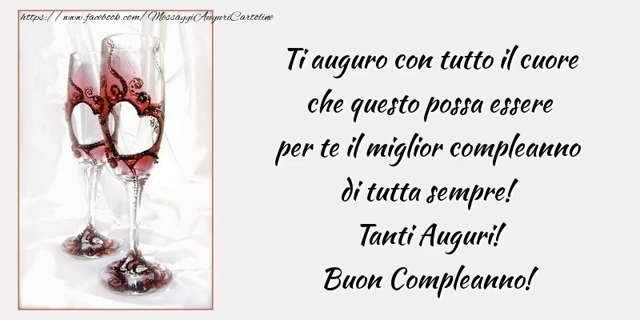 https://www.facebook.com/MessaggiAuguriCartoline
Ti auguro con tutto il cuore
che questo possa essere
per te il miglior compleanno
di tutta sempre!
Tanti Auguri!
Buon Compleanno!